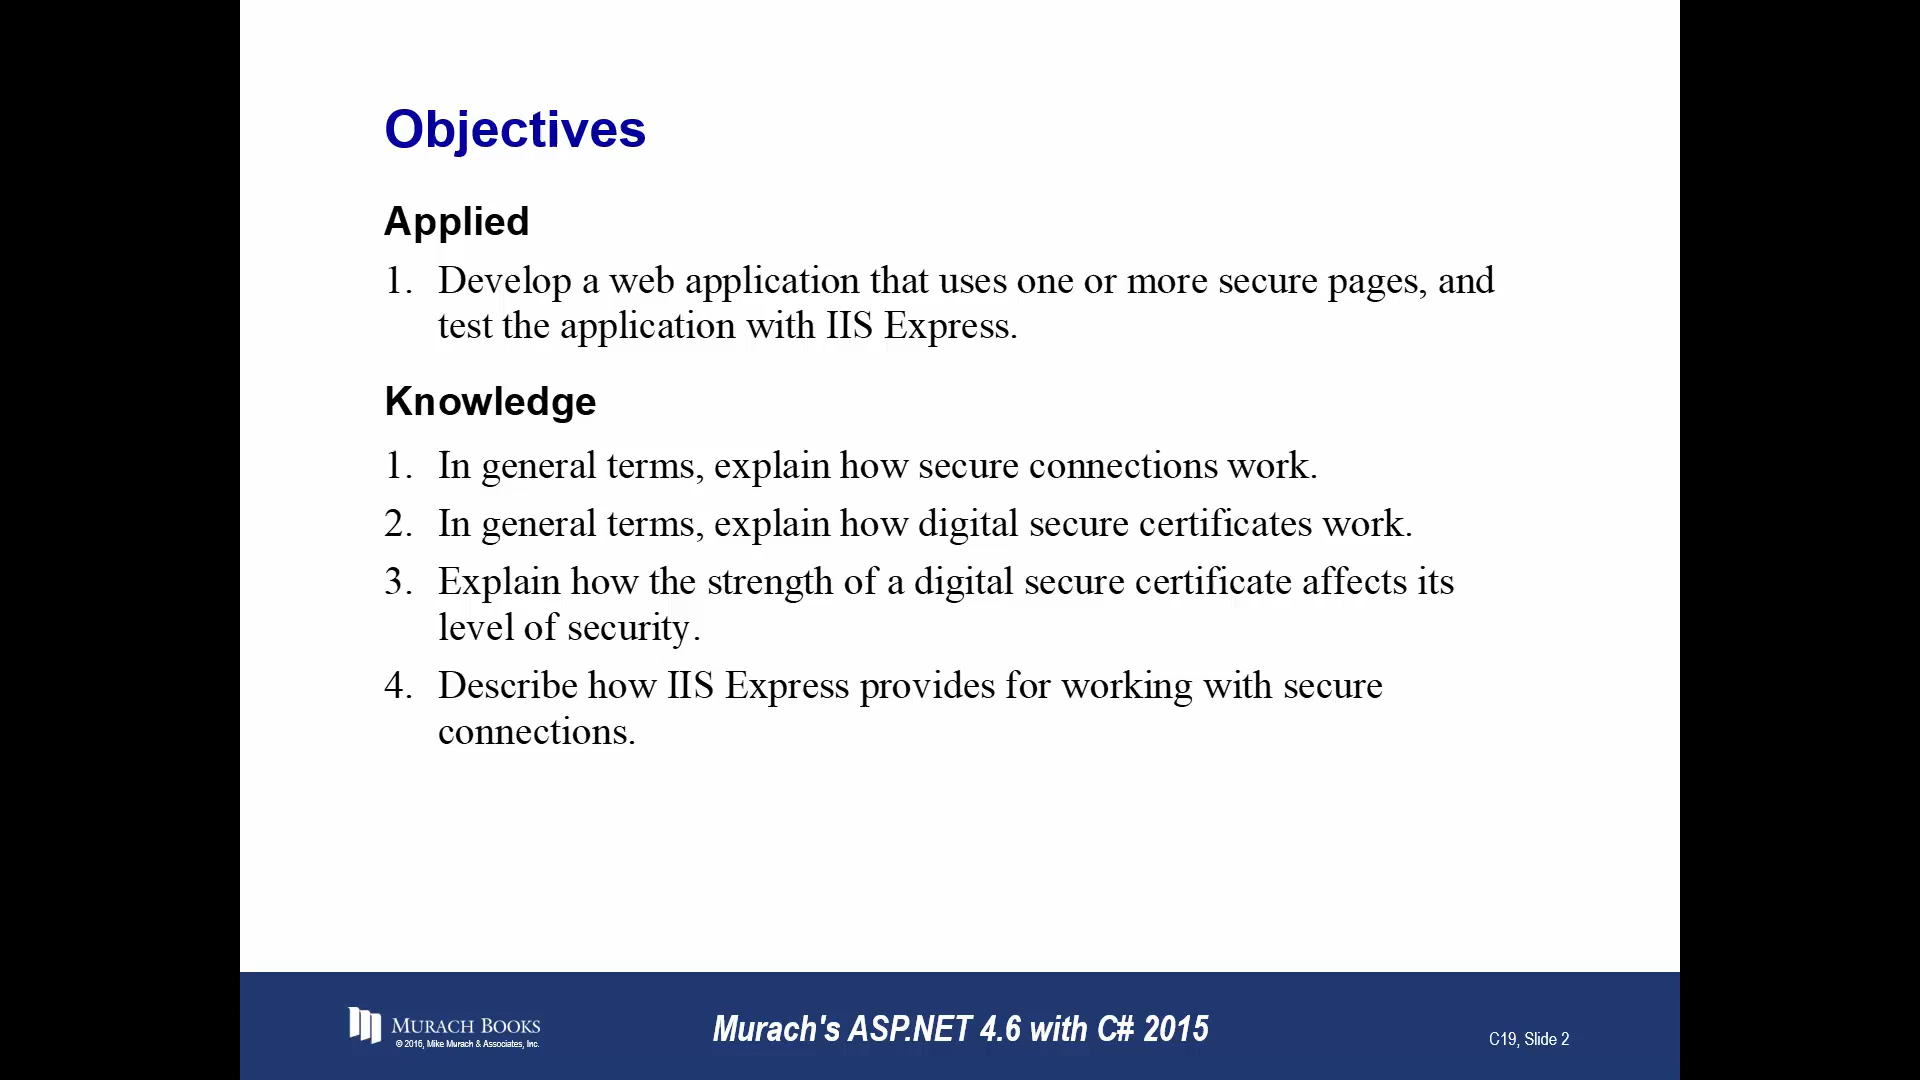 Objectives
Applied
1. Develop a web application that uses one or more secure pages, and
test the application with IIS Express.
Knowledge
1. In general terms, explain how secure connections work.
2. In general terms, explain how digital secure certificates work.
3. Explain how the strength of a digital secure certificate affects its
level of security.
4. Describe how IIS Express provides for working with secure
connections.
MURACH BOOKS
© 2016, Mike Murach & Associates, Inc.
Murach's ASP.NET 4.6 with C# 2015
C19, Slide 2